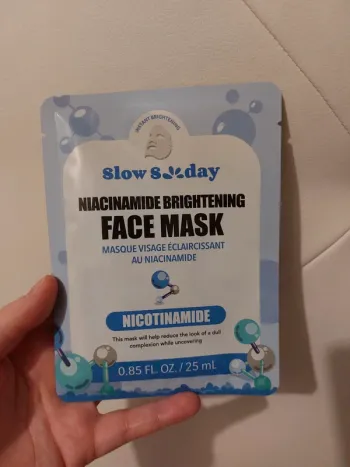 INSTANT BRIGHTENING
Slow Sunday
NIACINAMIDE BRIGHTENING
FACE MASK
MASQUE VISAGE ÉCLAIRCISSANT
AU NIACINAMIDE
NICOTINAMIDE
This mask will help reduce the look of a dull
complexion while uncovering
0.85 FL. OZ. / 25 mL